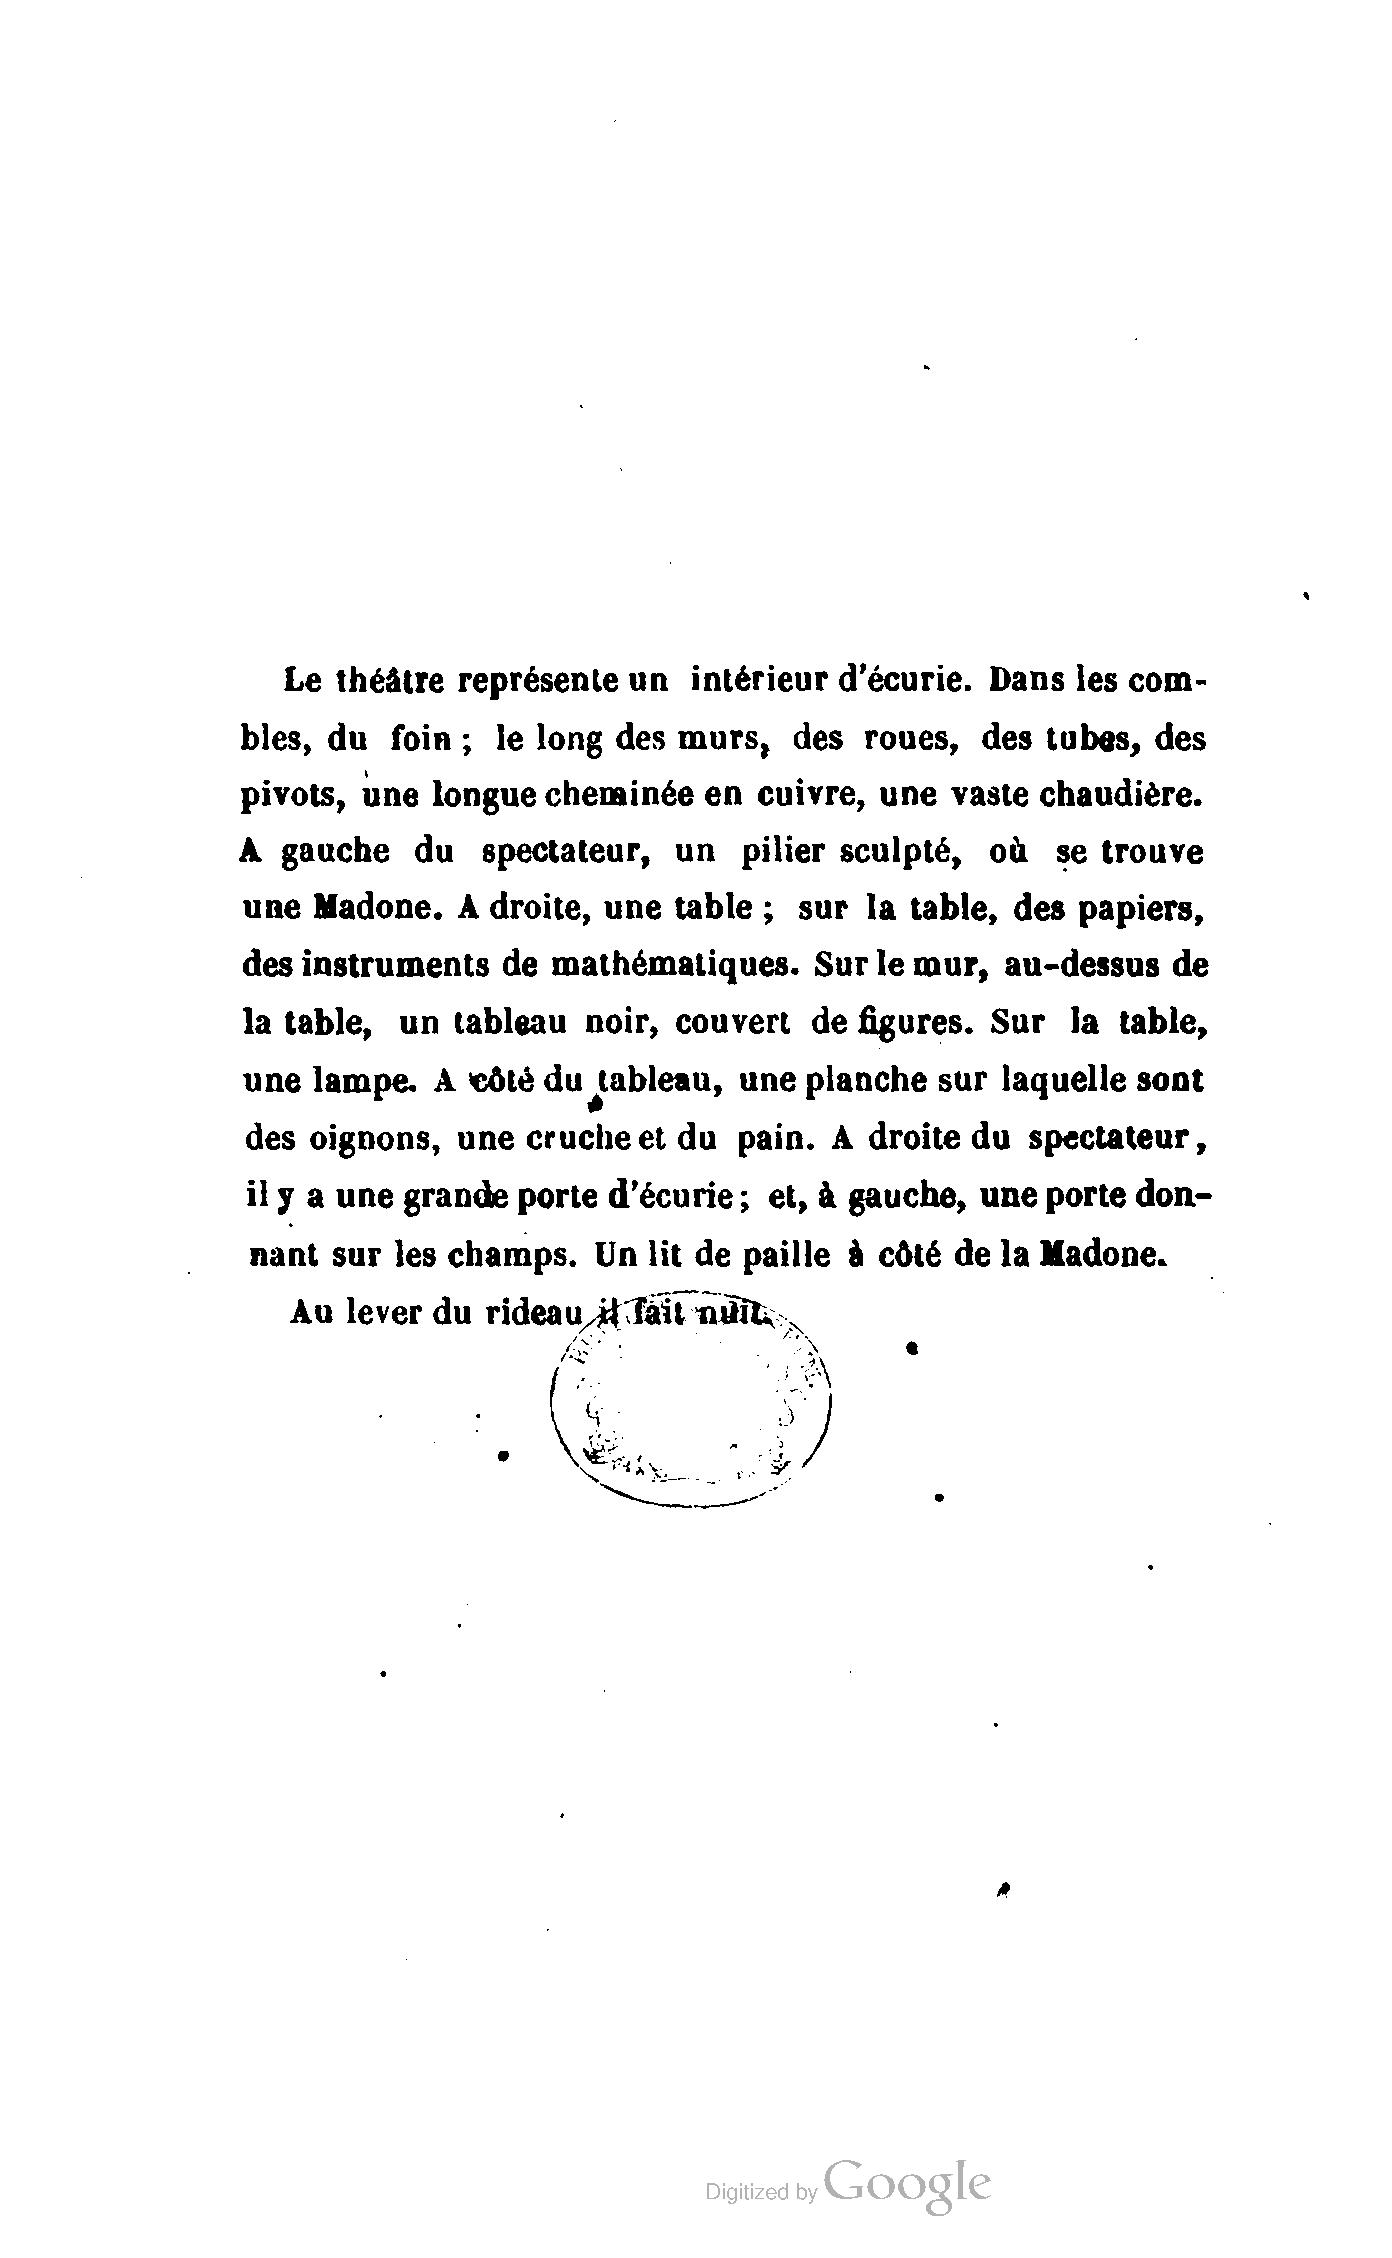 Le théâtre représente un intérieur d'écurie. Dans les com-
bles, du foin ; le long des murs, des roues, des tubes, des
pivots, une longue cheminée en cuivre, une vaste chaudière.
A gauche du spectateur, un pilier sculpté, où se trouve
une Madone. A droite, une table ; sur la table, des papiers,
des instruments de mathématiques. Sur le mur, au-dessus de
la table, un tableau noir, couvert de figures. Sur la table,
une lampe. A côté du tableau, une planche sur laquelle sont
des oignons, une cruche et du pain. A droite du spectateur,
il y a une grande porte d'écurie ; et, à gauche, une porte don-
nant sur les champs. Un lit de paille à côté de la Madone.
Au lever du rideau il fait nuit.
Digitized by Google